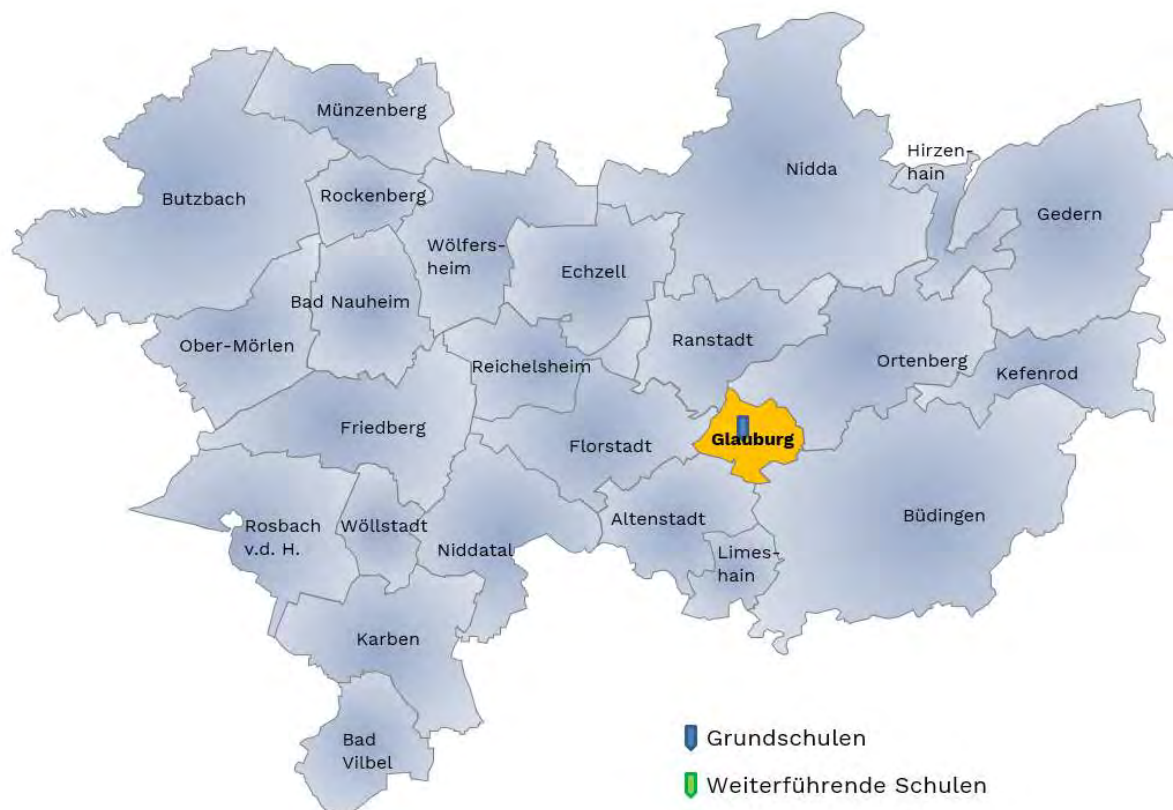 Münzenberg
Hirzen-
hain
Nidda
Rockenberg
Butzbach
Gedern
Wölfers-
heim
Echzell
Bad Nauheim
Ranstadt
Ober-Mörlen
Ortenberg
Reichelsheim
Kefenrod
Friedberg
Glauburg
Florstadt
Büdingen
Altenstadt
Rosbach
v.d. H.
Wöllstadt
Niddatal
Limes-
hain
Karben
Bad
Vilbel
Grundschulen
Weiterführende Schulen